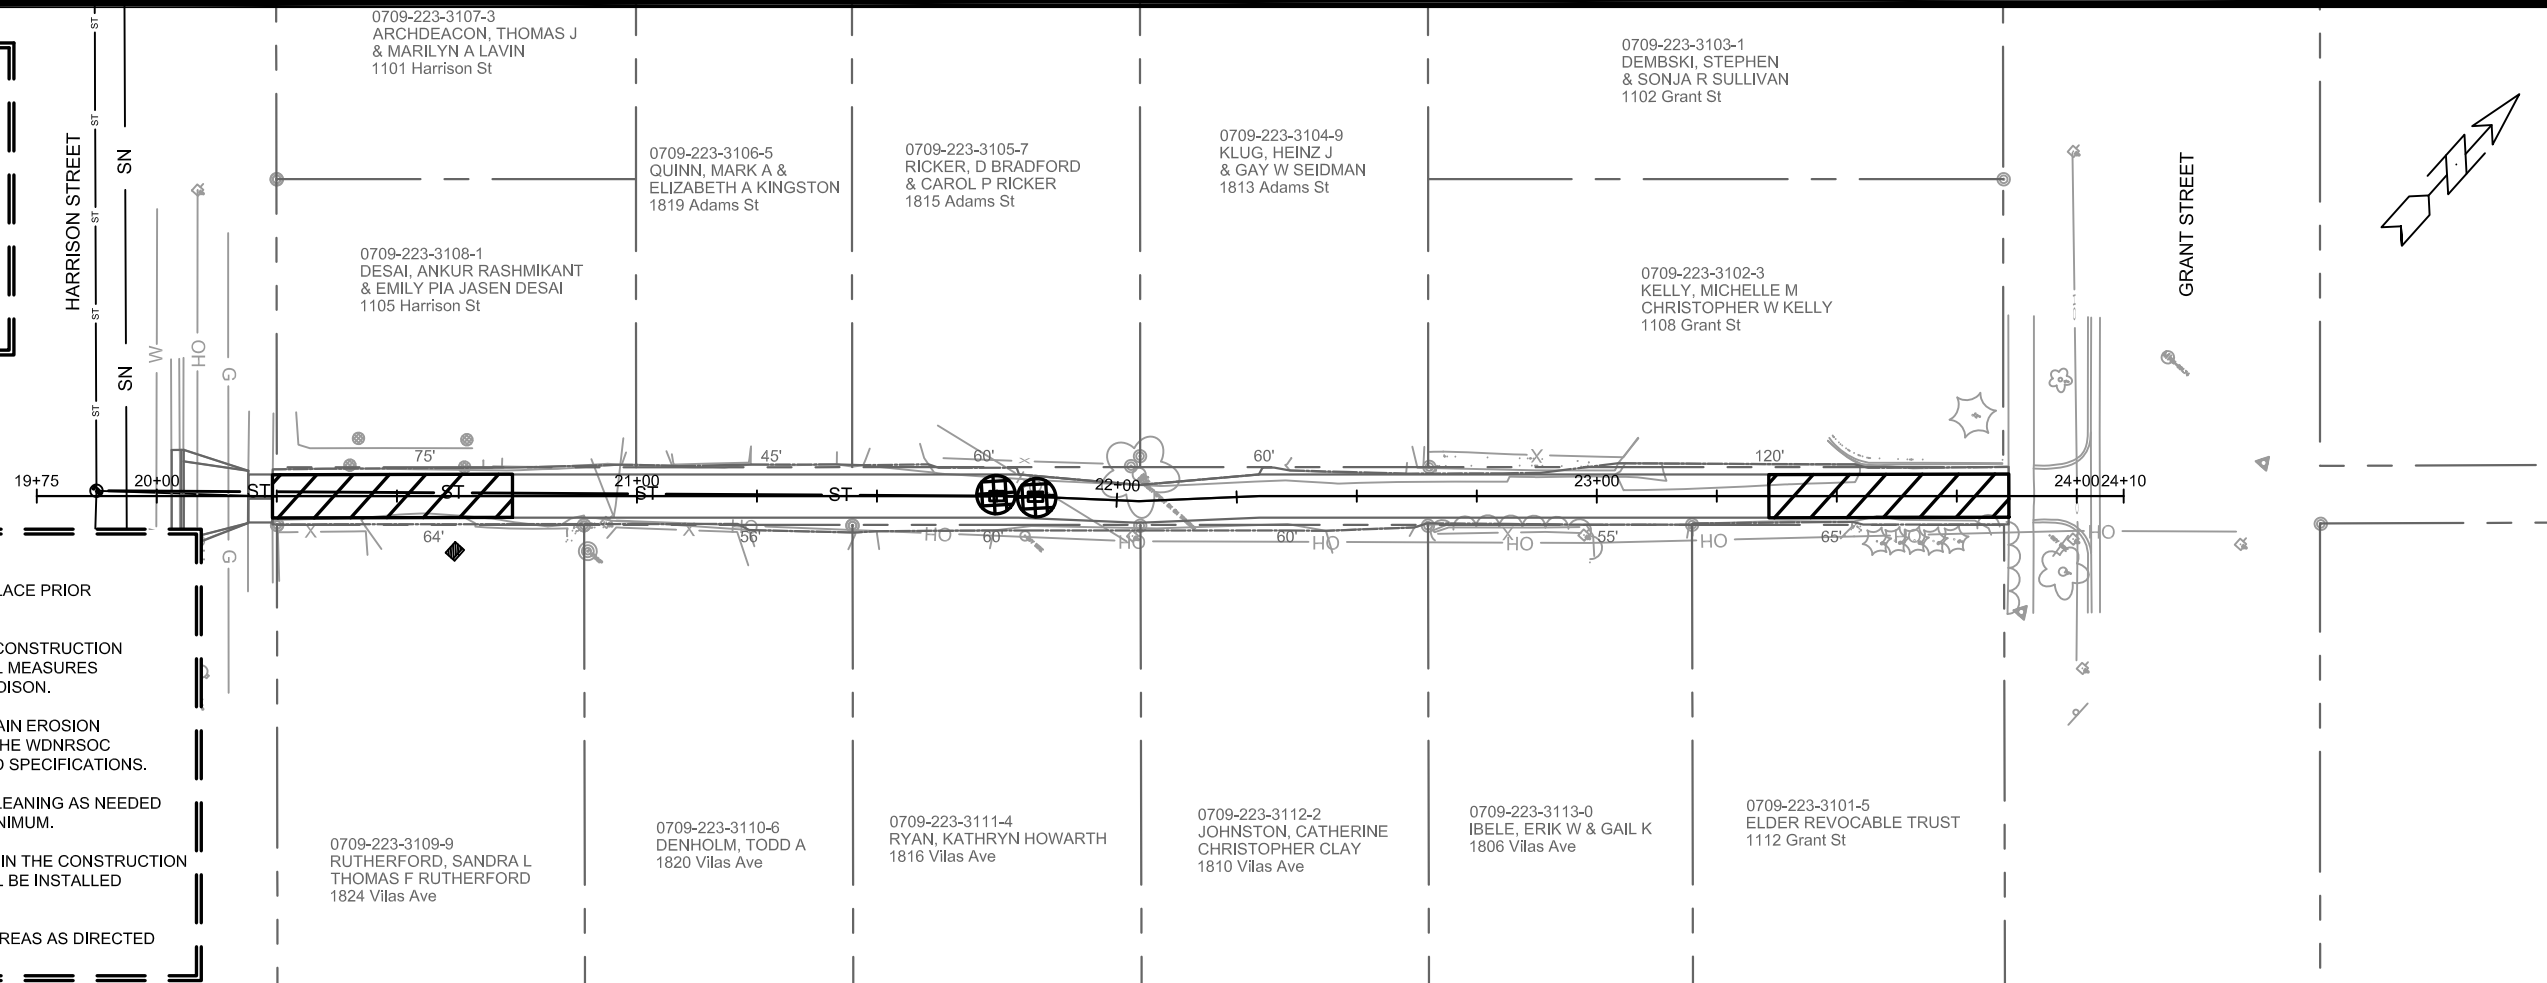 0709-223-3107-3
ARCHDEACON, THOMAS J
& MARILYN A LAVIN
1101 Harrison St
0709-223-3103-1
DEMBSKI, STEPHEN
& SONJA R SULLIVAN
1102 Grant St
0709-223-3106-5
QUINN, MARK A &
ELIZABETH A KINGSTON
1819 Adams St
0709-223-3105-7
RICKER, D BRADFORD
& CAROL P RICKER
1815 Adams St
0709-223-3104-9
KLUG, HEINZ J
& GAY W SEIDMAN
1813 Adams St
HARRISON STREET
GRANT STREET
ST
ST
ST
ST
ST
SN
SN
0709-223-3108-1
DESAI, ANKUR RASHMIKANT
& EMILY PIA JASEN DESAI
1105 Harrison St
0709-223-3102-3
KELLY, MICHELLE M
CHRISTOPHER W KELLY
1108 Grant St
W
OH
G
75'
45'
60'
60'
X
120'
19+75
20+00
21+00
22+00
23+00
24+00
24+10
ST
ST
ST
ST
X
64'
X
56'
HO
HO
60'
HO
60'
HO
X
HO
55'
HO
65'
HO
HO
G
LACE PRIOR
CONSTRUCTION
L MEASURES
DISON.
AIN EROSION
HE WDNRSOC
D SPECIFICATIONS.
LEANING AS NEEDED
NIMUM.
IN THE CONSTRUCTION
L BE INSTALLED
REAS AS DIRECTED
0709-223-3109-9
RUTHERFORD, SANDRA L
THOMAS F RUTHERFORD
1824 Vilas Ave
0709-223-3110-6
DENHOLM, TODD A
1820 Vilas Ave
0709-223-3111-4
RYAN, KATHRYN HOWARTH
1816 Vilas Ave
0709-223-3112-2
JOHNSTON, CATHERINE
CHRISTOPHER CLAY
1810 Vilas Ave
0709-223-3113-0
IBELE, ERIK W & GAIL K
1806 Vilas Ave
0709-223-3101-5
ELDER REVOCABLE TRUST
1112 Grant St